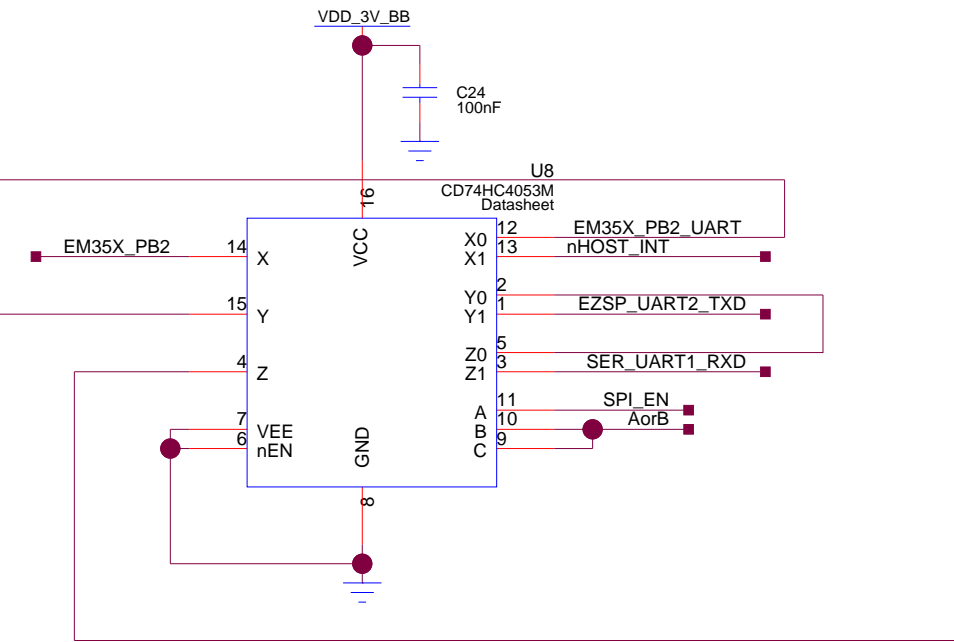 VDD_3V_BB
C24
100nF
U8
CD74HC4053M
Datasheet
16
VCC
EM35X_PB2
14
X
15
Y
4
Z
7
VEE
6
nEN
GND
8
X0
12
EM35X_PB2_UART
X1
13
nHOST_INT
Y0
2
Y1
1
EZSP_UART2_TXD
Z0
5
Z1
3
SER_UART1_RXD
A
11
SPI_EN
B
10
AorB
C
9